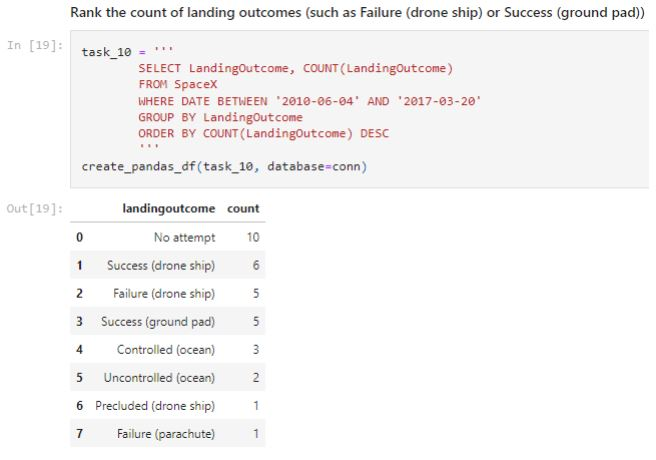 Rank the count of landing outcomes (such as Failure (drone ship) or Success (ground pad))
In [19]:
task_10 = '''
SELECT LandingOutcome, COUNT(LandingOutcome)
FROM SpaceX
WHERE DATE BETWEEN '2010-06-04' AND '2017-03-20'
GROUP BY LandingOutcome
ORDER BY COUNT(LandingOutcome) DESC
'''
create_pandas_df(task_10, database=conn)
Out[19]:
landingoutcome count
0 No attempt 10
1 Success (drone ship) 6
2 Failure (drone ship) 5
3 Success (ground pad) 5
4 Controlled (ocean) 3
5 Uncontrolled (ocean) 2
6 Precluded (drone ship) 1
7 Failure (parachute) 1